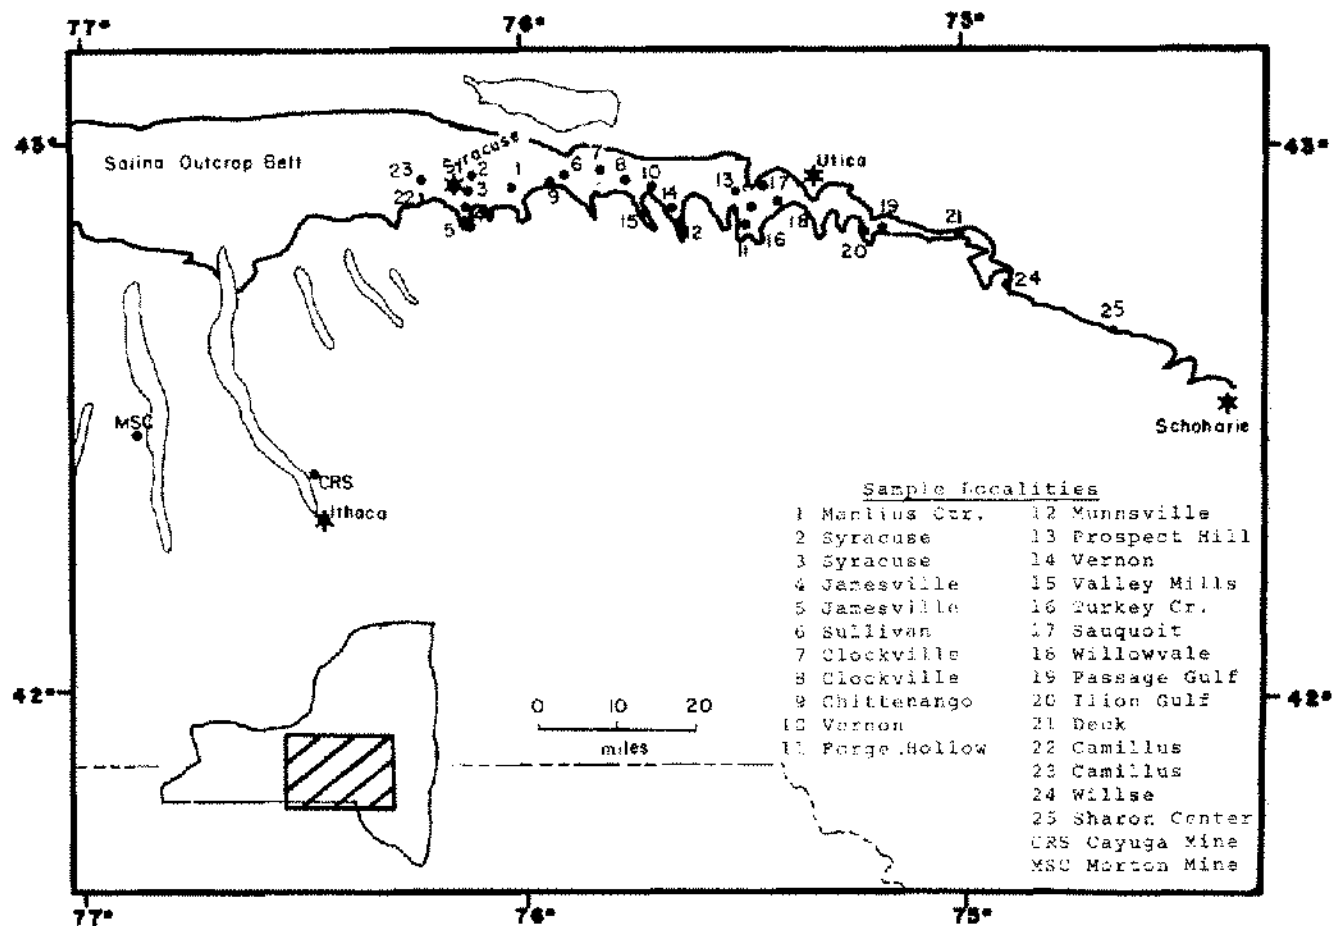 77° 76° 75°
43° 43°
Salina Outcrop Belt
Syracuse
Utica
23 2 1 6 7 8 10 13 17
22 3 9 14 18 19 21
5 4 15 12 11 16 20 24
25
MSC
CRS
Ithaca
Schoharie
Sample Localities
1 Manlius Ctr.
2 Syracuse
3 Syracuse
4 Jamesville
5 Jamesville
6 Sullivan
7 Clockville
8 Clockville
9 Chittenango
10 Vernon
11 Forge Hollow
12 Munnsville
13 Prospect Hill
14 Vernon
15 Valley Mills
16 Turkey Cr.
17 Sauquoit
18 Willowvale
19 Passage Gulf
20 Ilion Gulf
21 Deck
22 Camillus
23 Camillus
24 Willse
25 Sharon Center
CRS Cayuga Mine
MSC Morton Mine
42° 42°
0 10 20
miles
77° 76° 75°